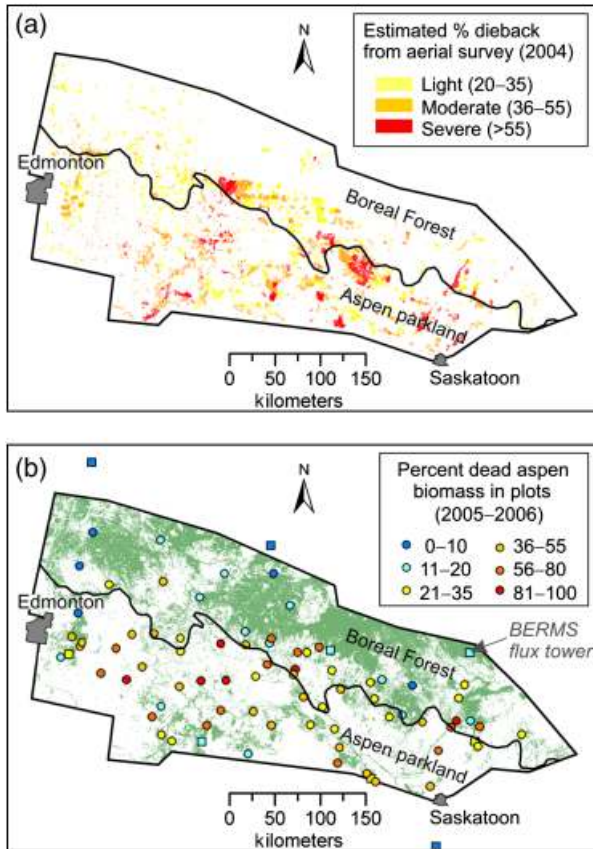 (a)
N
Estimated % dieback
from aerial survey (2004)
Light (20–35)
Moderate (36–55)
Severe (>55)
Edmonton
Boreal Forest
Aspen parkland
0 50 100 150
kilometers
Saskatoon
(b)
N
Percent dead aspen
biomass in plots
(2005–2006)
0–10 36–55
11–20 56–80
21–35 81–100
Edmonton
Boreal Forest
BERMS
flux tower
Aspen parkland
0 50 100 150
kilometers
Saskatoon